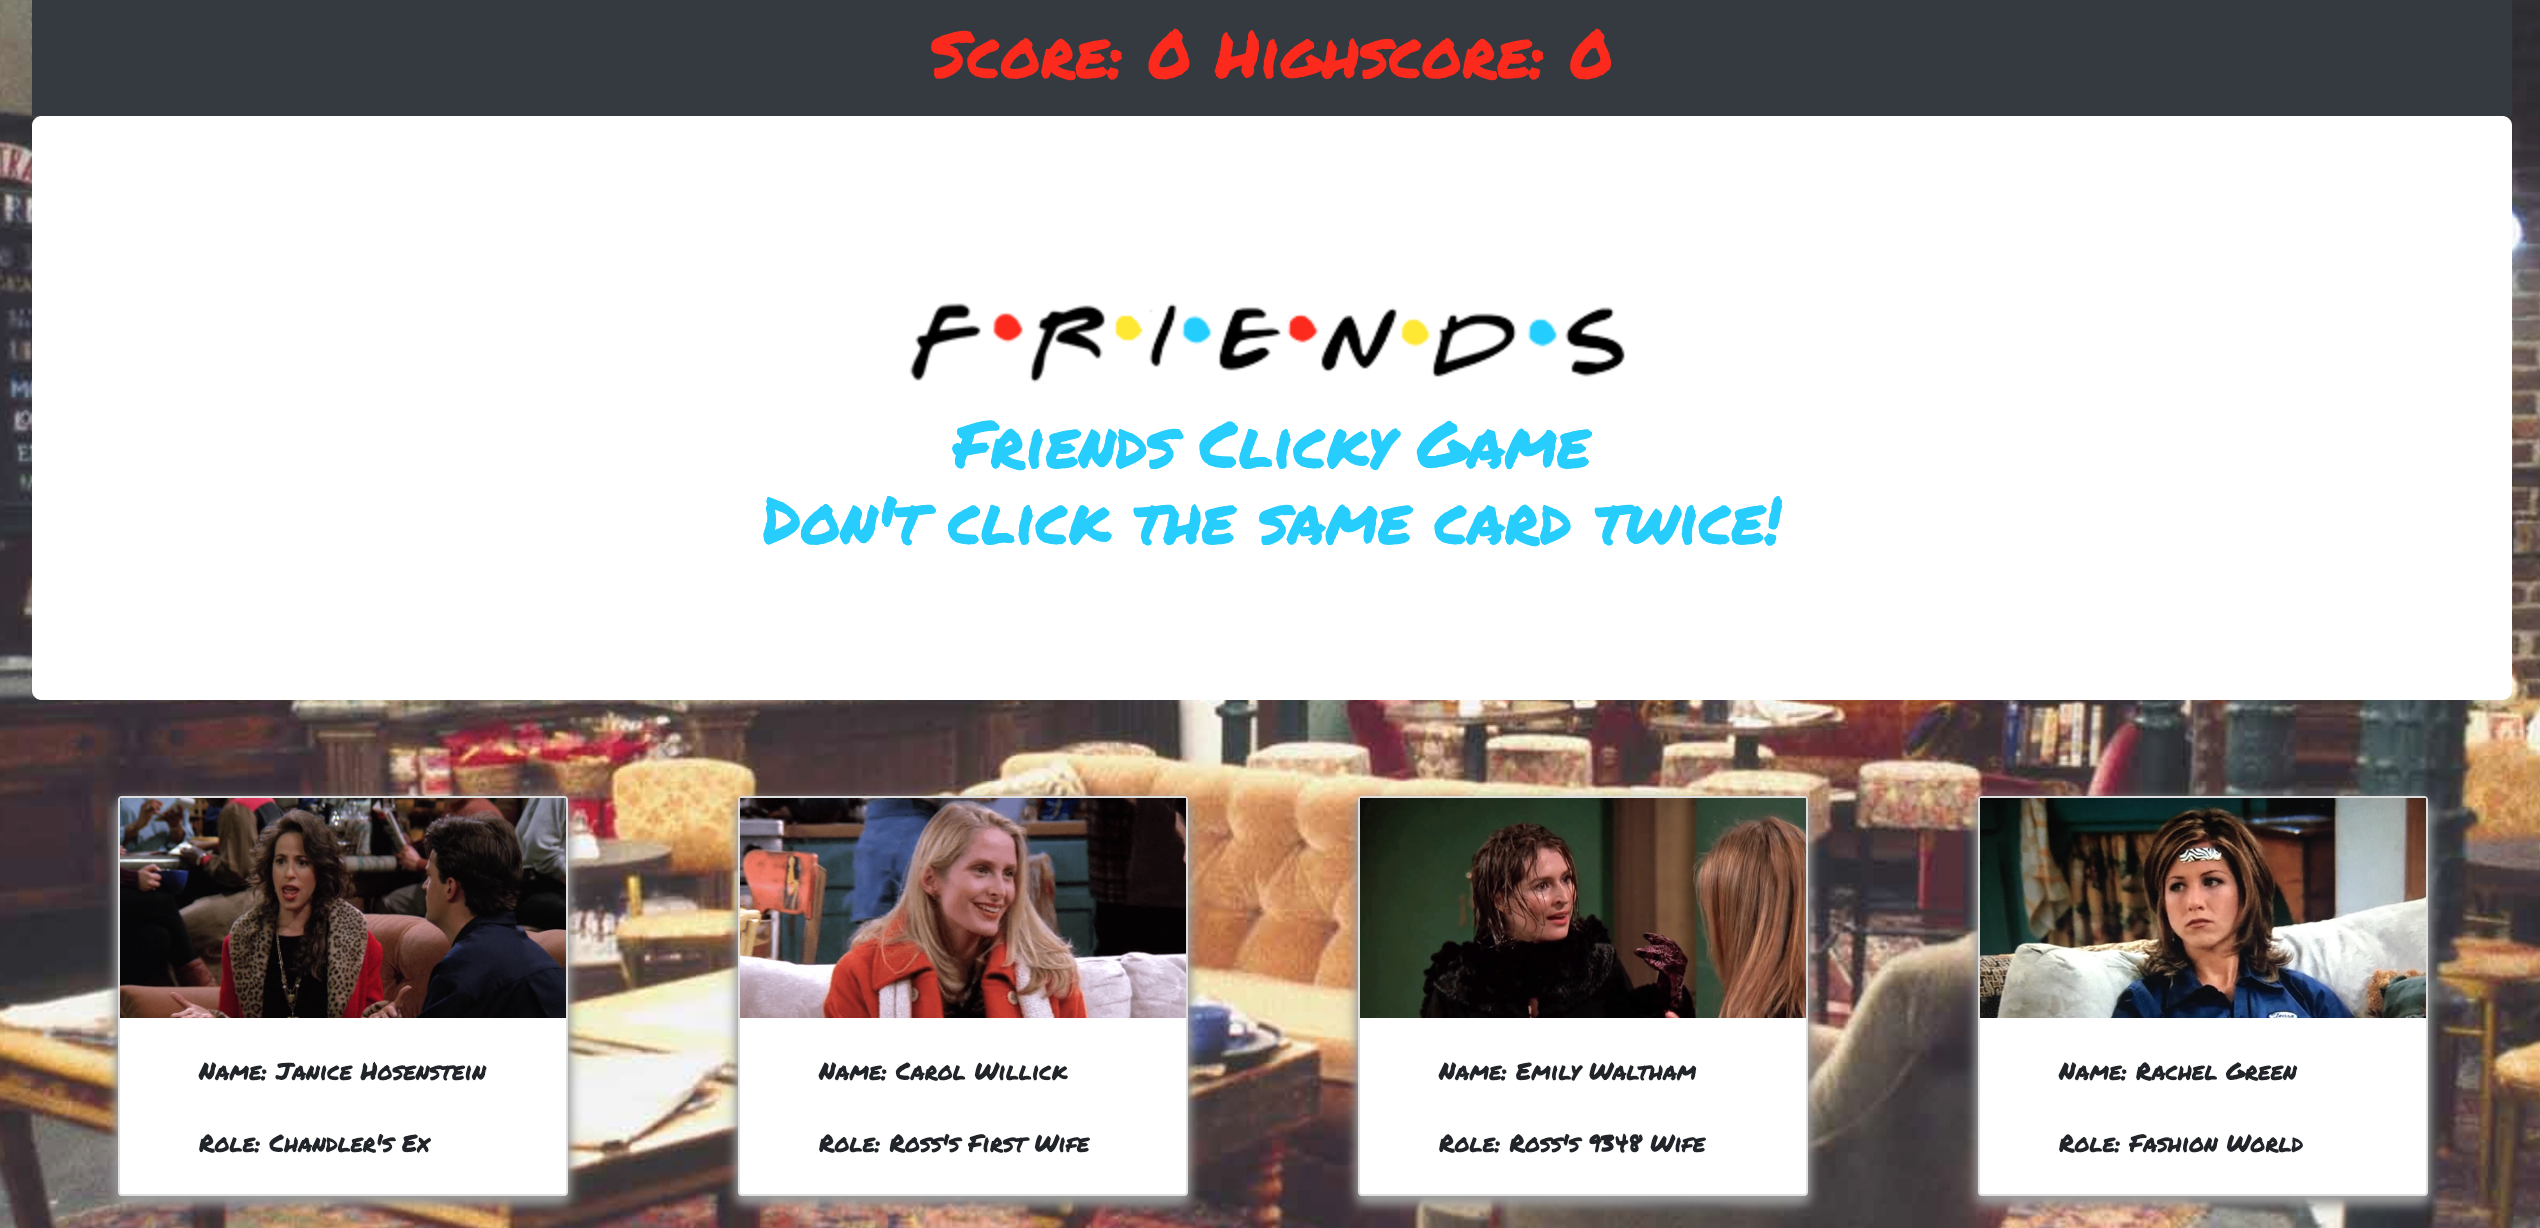 Score: 0 Highscore: 0
F•R•I•E•N•D•S
Friends Clicky Game
Don't click the same card twice!
Name: Janice Hosenstein
Role: Chandler's Ex
Name: Carol Willick
Role: Ross's First Wife
Name: Emily Waltham
Role: Ross's 9348 Wife
Name: Rachel Green
Role: Fashion World